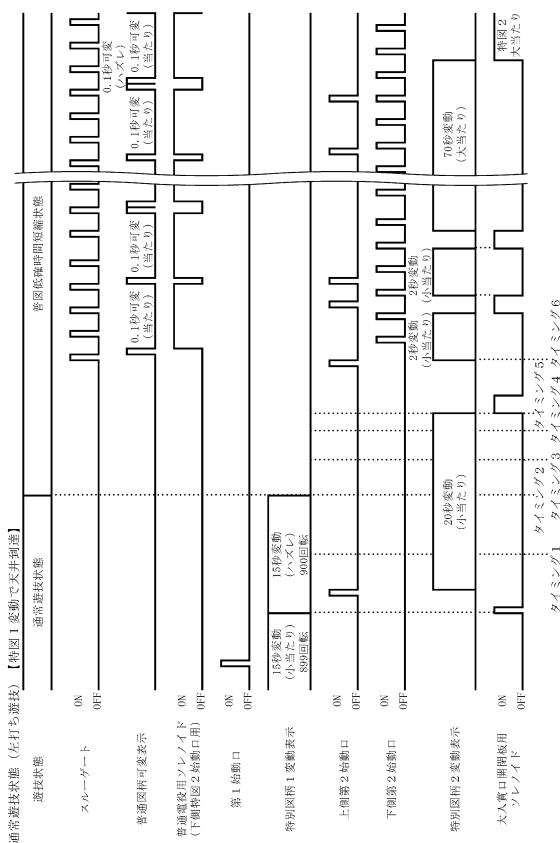 通常遊技状態（左打ち遊技）【特図1変動で天井到達】
遊技状態
通常遊技状態
普図低確時間短縮状態
スルーゲート
ON
OFF
普通図柄可変表示
0.1秒可変
(当たり)
0.1秒可変
(当たり)
0.1秒可変
(当たり)
0.1秒可変
(ハズレ)
0.1秒可変
(当たり)
普通電役用ソレノイド
(下側特図2始動口用)
ON
OFF
第1始動口
ON
OFF
特別図柄1変動表示
15秒変動
(小当たり)
899回転
15秒変動
(ハズレ)
900回転
上側第2始動口
ON
OFF
下側第2始動口
ON
OFF
特別図柄2変動表示
20秒変動
(小当たり)
2秒変動
(小当たり)
2秒変動
(小当たり)
70秒変動
(大当たり)
大入賞口開閉板用
ソレノイド
ON
OFF
特図2
大当たり
タイミング1
タイミング2
タイミング3
タイミング4
タイミング5
タイミング6